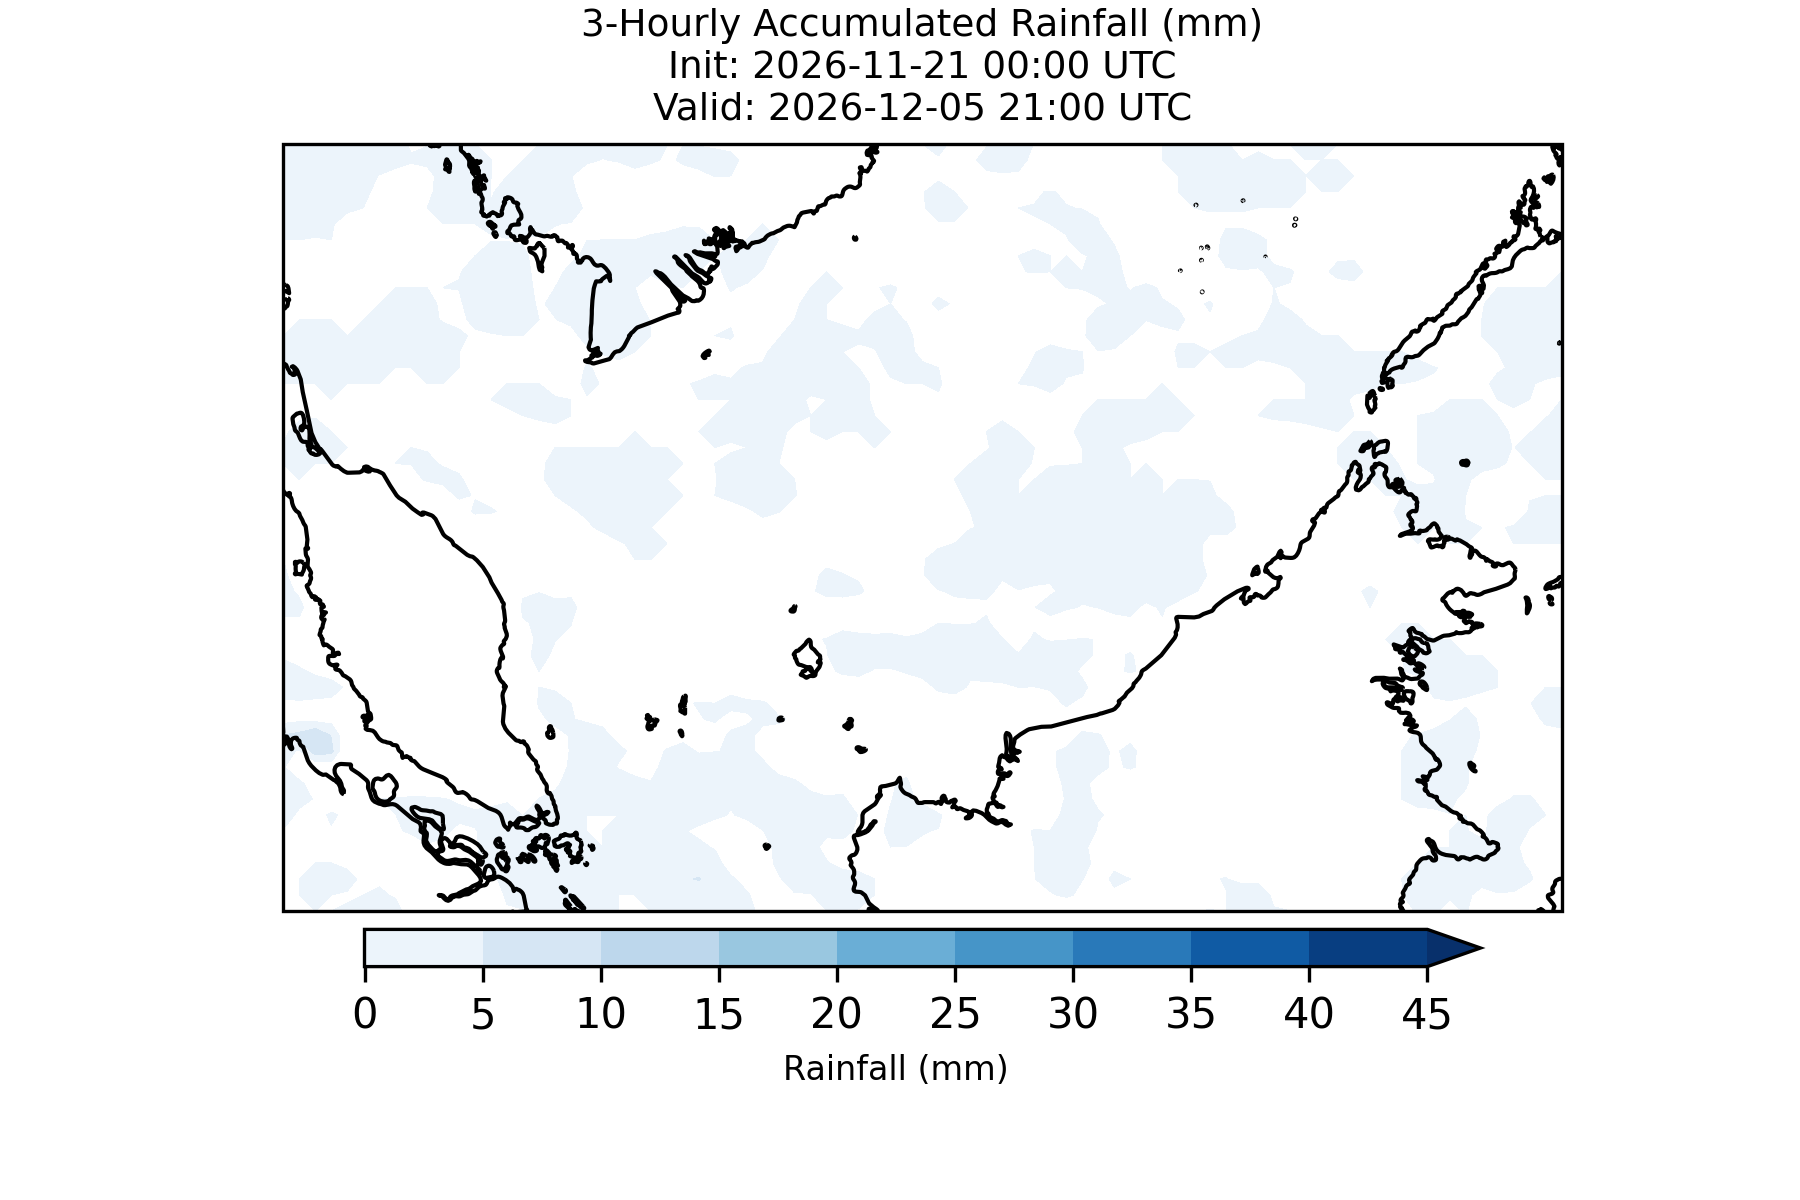 3-Hourly Accumulated Rainfall (mm)
Init: 2026-11-21 00:00 UTC
Valid: 2026-12-05 21:00 UTC
0 5 10 15 20 25 30 35 40 45
Rainfall (mm)